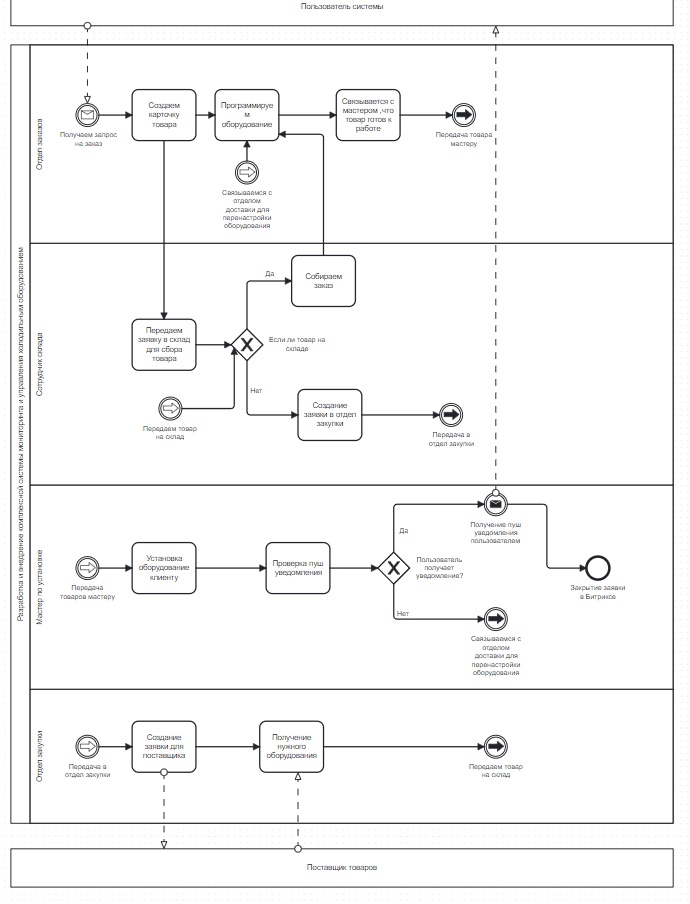 Пользователь системы
Разработка и внедрение комплексной системы мониторинга и управления холодильным оборудованием
Отдел заказов
Получаем запрос
на заказ
Создаем
карточку
товара
Программируе
м
оборудование
Связывается с
мастером ,что
товар готов к
работе
Передача товара
мастеру
Связываемся с
отделом
доставки для
перенастройки
оборудования
Сотрудник склада
Да
Собираем
заказ
Передаем
заявку в склад
для сбора
товара
Если ли товар на
складе
Нет
Передаем товар
на склад
Создание
заявки в отдел
закупки
Передача в
отдел закупки
Мастер по установке
Передача
товаров мастеру
Установка
оборудование
клиенту
Проверка пуш
уведомления
Да
Пользователь
получает
уведомление?
Нет
Получение пуш
уведомления
пользователем
Закрытие заявки
в Битриксе
Связываемся с
отделом
доставки для
перенастройки
оборудования
Отдел закупки
Передача в
отдел закупки
Создание
заявки для
поставщика
Получение
нужного
оборудования
Передаем товар
на склад
Поставщик товаров